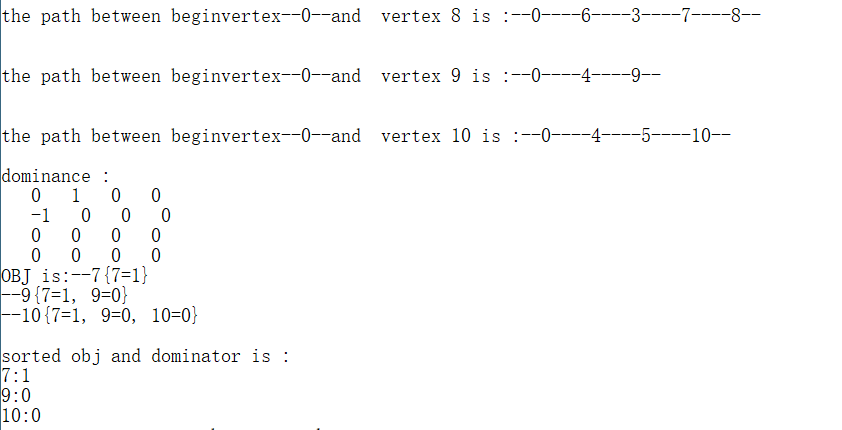 the path between beginvertex--0--and  vertex 8 is :--0----6----3----7----8--
the path between beginvertex--0--and  vertex 9 is :--0----4----9--
the path between beginvertex--0--and  vertex 10 is :--0----4----5----10--
dominance :
   0   1   0   0
   -1   0   0   0
   0   0   0   0
   0   0   0   0
OBJ is:--7{7=1}
--9{7=1, 9=0}
--10{7=1, 9=0, 10=0}
sorted obj and dominator is :
7:1
9:0
10:0